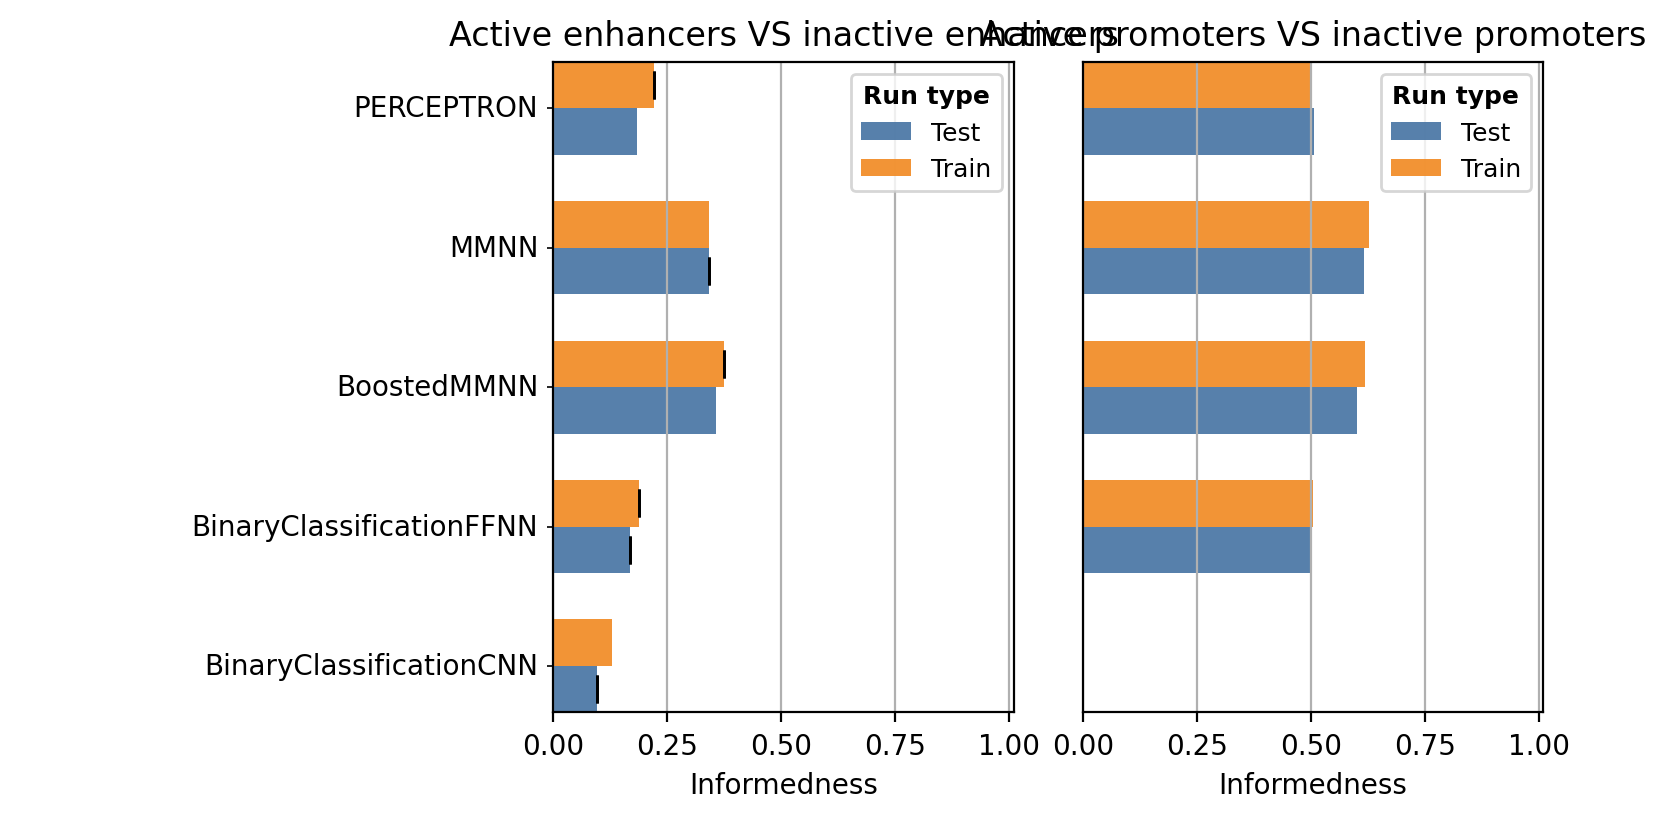 Active enhancers VS inactive enhancers
Active promoters VS inactive promoters
PERCEPTRON
MMNN
BoostedMMNN
BinaryClassificationFFNN
BinaryClassificationCNN
Run type
Test
Train
0.00 0.25 0.50 0.75 1.00
Informedness
Run type
Test
Train
0.00 0.25 0.50 0.75 1.00
Informedness